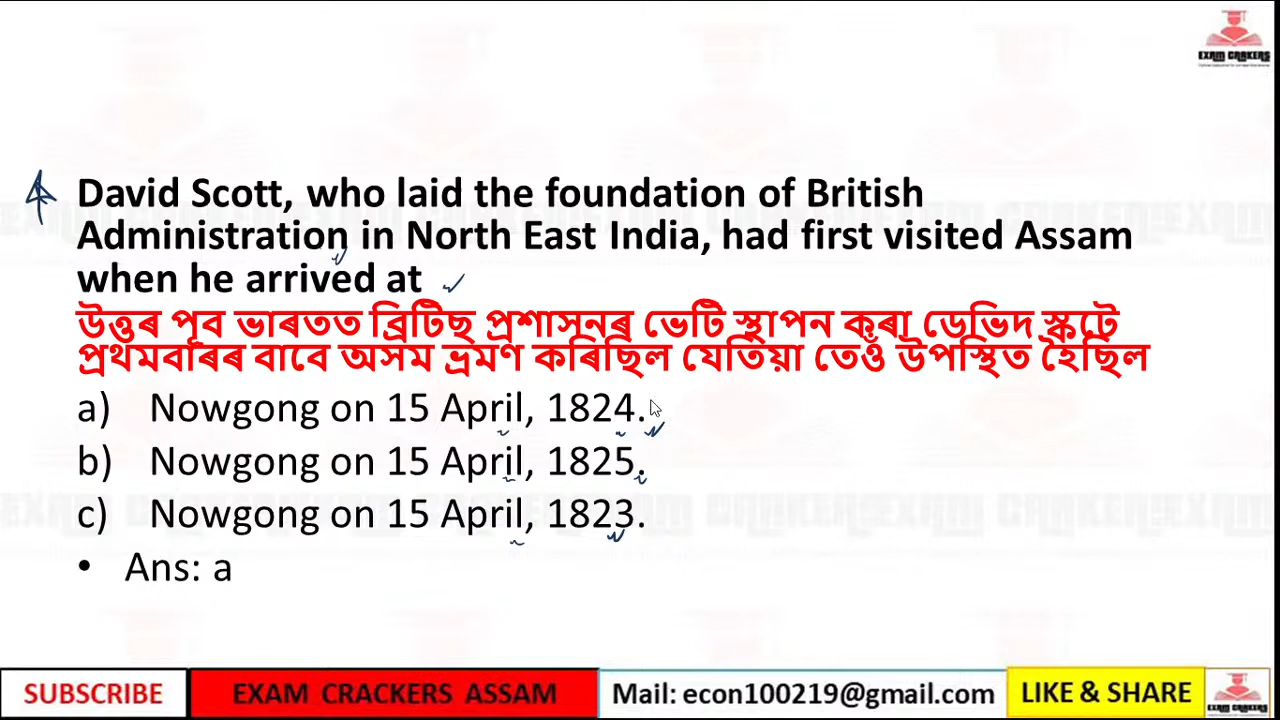 EXAM CRAKERS
David Scott, who laid the foundation of British
Administration in North East India, had first visited Assam
when he arrived at
উত্তৰ পূব ভাৰতত ব্ৰিটিছ প্ৰশাসনৰ ভেটি স্থাপন কৰা ডেভিদ স্কটে
প্ৰথমবাৰৰ বাবে অসম ভ্ৰমণ কৰিছিল যেতিয়া তেওঁ উপস্থিত হৈছিল
a) Nowgong on 15 April, 1824.
b) Nowgong on 15 April, 1825.
c) Nowgong on 15 April, 1823.
• Ans: a
SUBSCRIBE EXAM CRACKERS ASSAM Mail: econ100219@gmail.com LIKE & SHARE